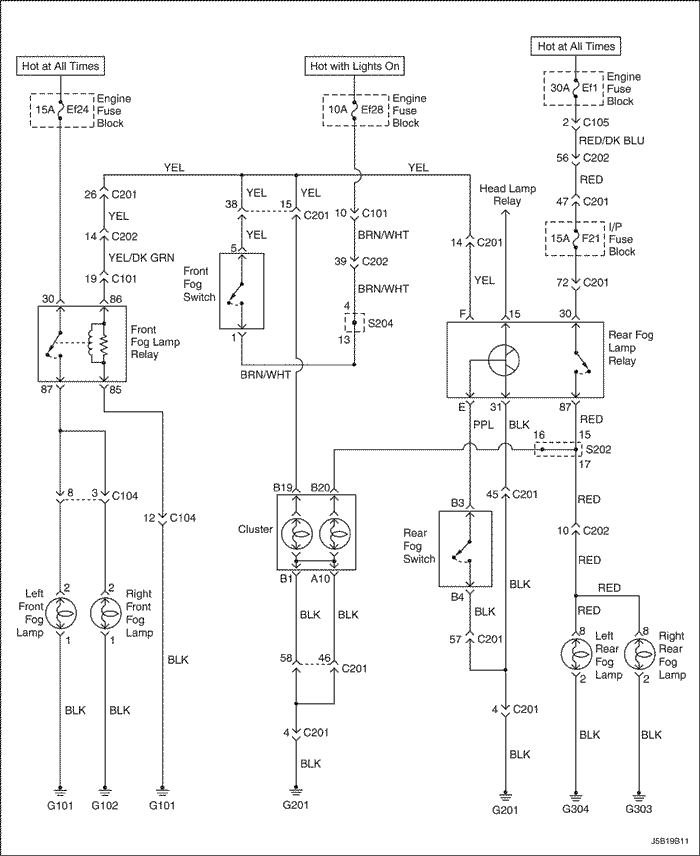 Hot at All Times
Hot with Lights On
Hot at All Times
15A Ef24
Engine
Fuse
Block
10A Ef28
Engine
Fuse
Block
30A Ef1
Engine
Fuse
Block
2 C105
RED/DK BLU
56 C202
RED
47 C201
15A F21
I/P
Fuse
Block
72 C201
YEL
YEL
26 C201
YEL
14 C202
YEL/DK GRN
19 C101
YEL
38
YEL
YEL
15
C201
10 C101
BRN/WHT
39 C202
BRN/WHT
4
S204
13
5
Front
Fog
Switch
1
BRN/WHT
Head Lamp
Relay
14 C201
YEL
30
86
Front
Fog Lamp
Relay
87
85
F
15
30
Rear Fog
Lamp
Relay
E
31
87
PPL
BLK
RED
16
15
S202
17
8
3 C104
12 C104
B19
B20
Cluster
B1
A10
BLK
BLK
58
46
C201
4 C201
BLK
G201
B3
Rear
Fog
Switch
B4
BLK
57 C201
45 C201
BLK
4 C201
BLK
G201
RED
10 C202
RED
RED
RED
8
Left
Rear
Fog
Lamp
2
8
Right
Rear
Fog
Lamp
2
BLK
BLK
G304
G303
Left
Front
Fog
Lamp
2
1
2
Right
Front
Fog
Lamp
1
BLK
BLK
BLK
G101
G102
G101
J5B19B11